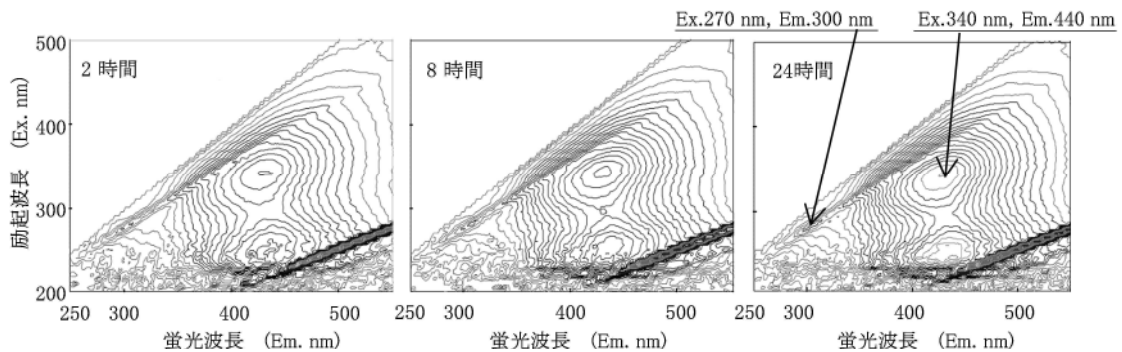 Ex.270 nm, Em.300 nm
Ex.340 nm, Em.440 nm
励起波長 (Ex. nm)
500
400
300
200
2 時間
8 時間
24時間
250 300 400 500
250 300 400 500
250 300 400 500
蛍光波長 (Em. nm)
蛍光波長 (Em. nm)
蛍光波長 (Em. nm)